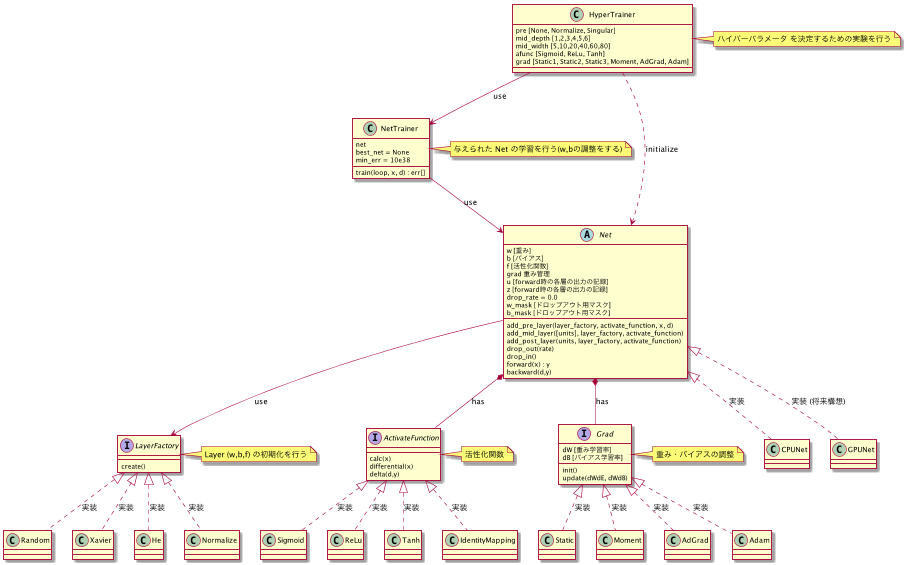 C HyperTrainer
pre [None, Normalize, Singular]
mid_depth [1,2,3,4,5,6]
mid_width [5,10,20,40,60,80]
afunc [Sigmoid, ReLu, Tanh]
grad [Static1, Static2, Static3, Moment, AdGrad, Adam]
ハイパーパラメータ を決定するための実験を行う
use
initialize
C NetTrainer
net
best_net = None
min_err = 10e38
train(loop, x, d) : err[]
与えられた Net の学習を行う(w,bの調整をする)
use
A Net
w [重み]
b [バイアス]
f [活性化関数]
grad 重み管理
u [forward時の各層の出力の記録]
z [forward時の各層の出力の記録]
drop_rate = 0.0
w_mask [ドロップアウト用マスク]
b_mask [ドロップアウト用マスク]
add_pre_layer(layer_factory, activate_function, x, d)
add_mid_layer([units], layer_factory, activate_function)
add_post_layer(units, layer_factory, activate_function)
drop_out(rate)
drop_in()
forward(x) : y
backward(d,y)
use
has
has
実装
実装 (将来構想)
I LayerFactory
create()
Layer (w,b,f) の初期化を行う
I ActivateFunction
calc(x)
differential(x)
delta(d,y)
活性化関数
I Grad
dW [重み学習率]
dB [バイアス学習率]
init()
update(dWdE, dWdB)
重み・バイアスの調整
C CPUNet
C GPUNet
実装
実装
実装
実装
実装
実装
実装
実装
実装
実装
実装
実装
C Random
C Xavier
C He
C Normalize
C Sigmoid
C ReLu
C Tanh
C IdentityMapping
C Static
C Moment
C AdGrad
C Adam